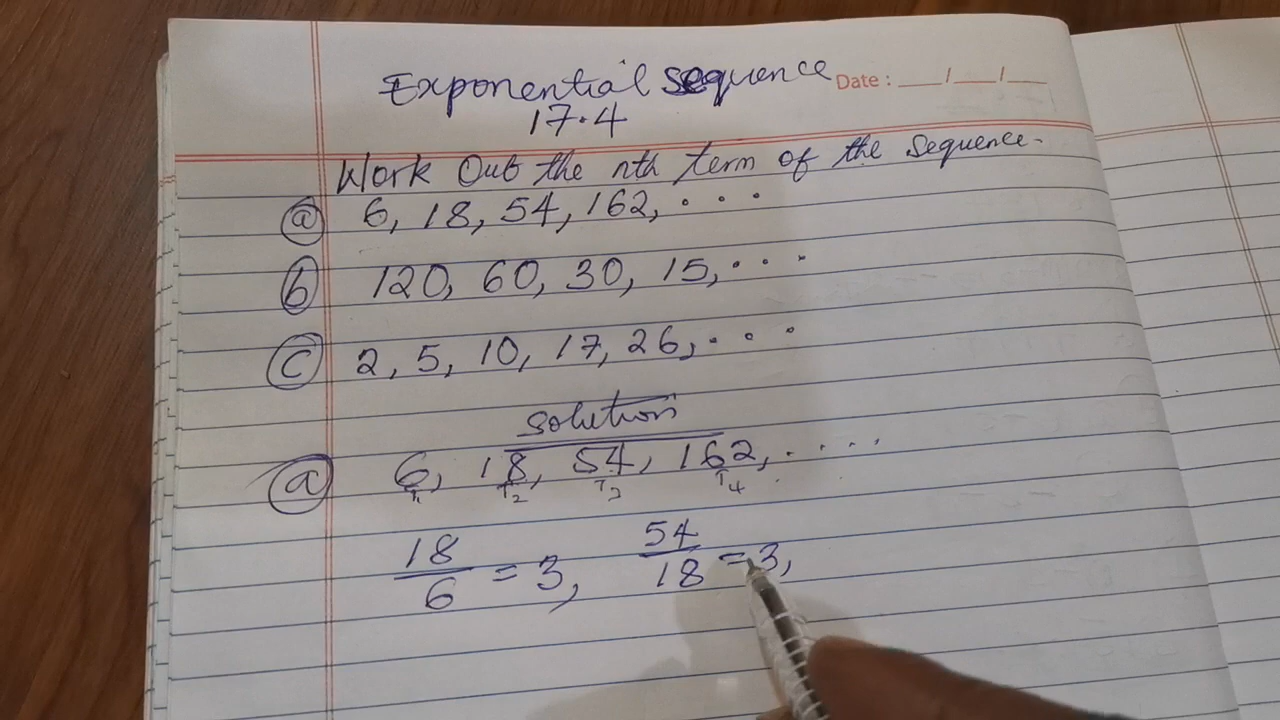 Exponential sequence
Date : ___/___/___
17.4
Work Out the nth term of the sequence.
(a) 6, 18, 54, 162, . . .
(b) 120, 60, 30, 15, . . .
(c) 2, 5, 10, 17, 26, . . .
solution
(a) 6, 18, 54, 162, . . . .
T1 T2 T3 T4
18/6 = 3, 54/18 = 3,